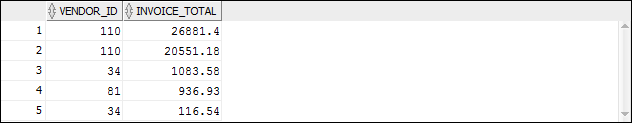 VENDOR_ID INVOICE_TOTAL
1 110 26881.4
2 110 20551.18
3 34 1083.58
4 81 936.93
5 34 116.54